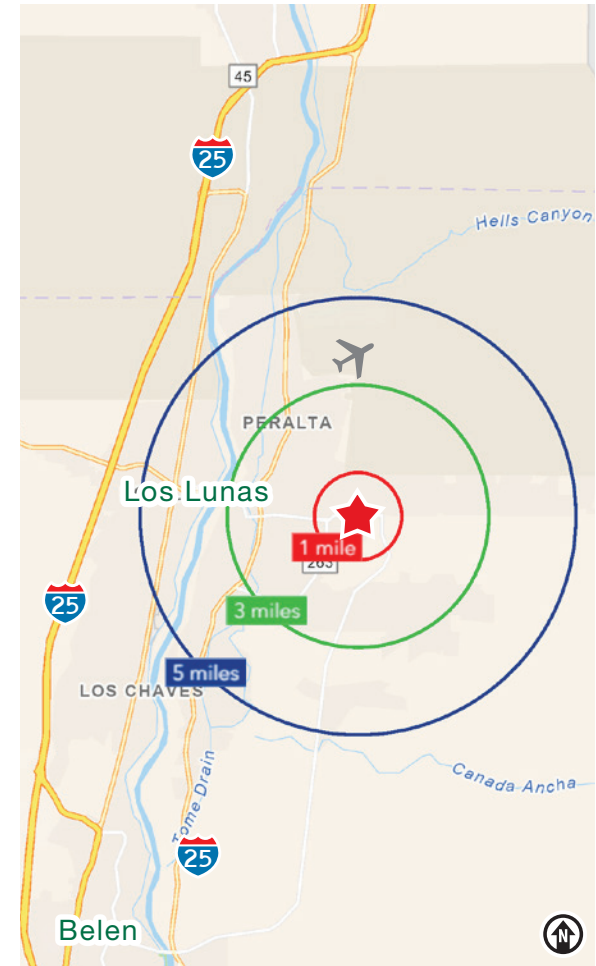 45
25
Hells Canyon
PERALTA
Los Lunas
1 mile
263
25
3 miles
5 miles
LOS CHAVES
Tome Drain
Canada Ancha
25
Belen
N